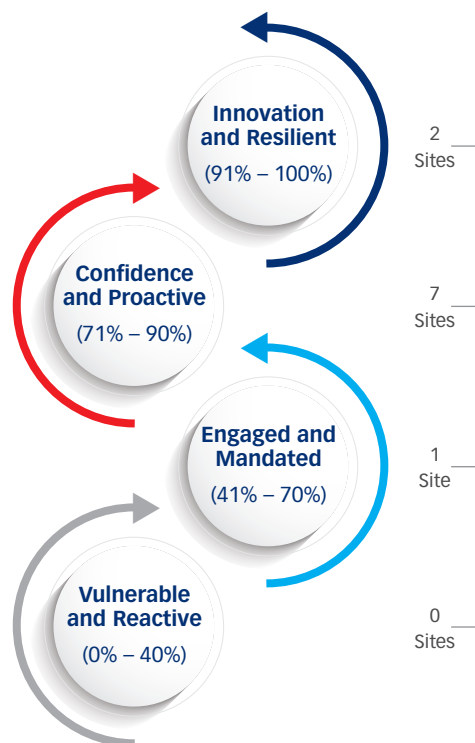 Innovation
and Resilient
(91% – 100%)
2
Sites
Confidence
and Proactive
(71% – 90%)
7
Sites
Engaged and
Mandated
(41% – 70%)
1
Site
Vulnerable
and Reactive
(0% – 40%)
0
Sites